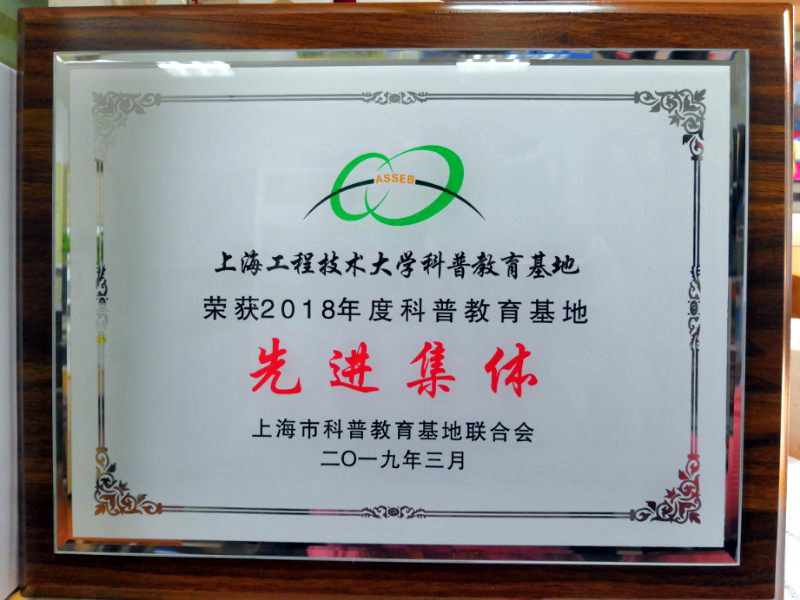 ASSEB
上海工程技术大学科普教育基地
荣获2018年度科普教育基地
先进集体
上海市科普教育基地联合会
二〇一九年三月